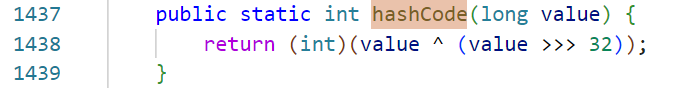 1437 public static int hashCode(long value) {
1438 return (int)(value ^ (value >>> 32));
1439 }